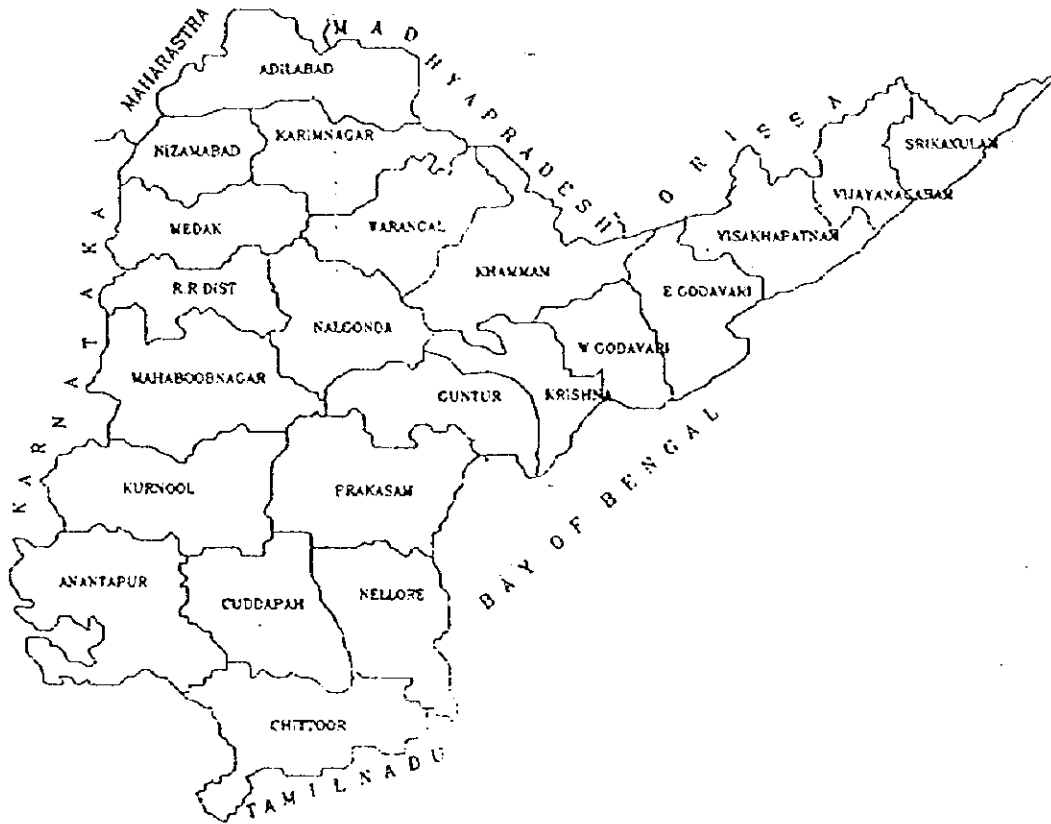 MAHARASTRA
MADHYAPRADESH
ORISSA
ADILABAD
NIZAMABAD
KARIMNAGAR
SRIKAKULAM
VIJAYANAGARAM
MEDAK
WARANGAL
VISAKHAPATNAM
KHAMMAM
R.R DIST
E GODAVARI
NALGONDA
W GODAVARI
MAHABOOBNAGAR
GUNTUR
KRISHNA
KARNATAKA
KURNOOL
PRAKASAM
BAY OF BENGAL
ANANTAPUR
CUDDAPAH
NELLORE
CHITTOOR
TAMILNADU